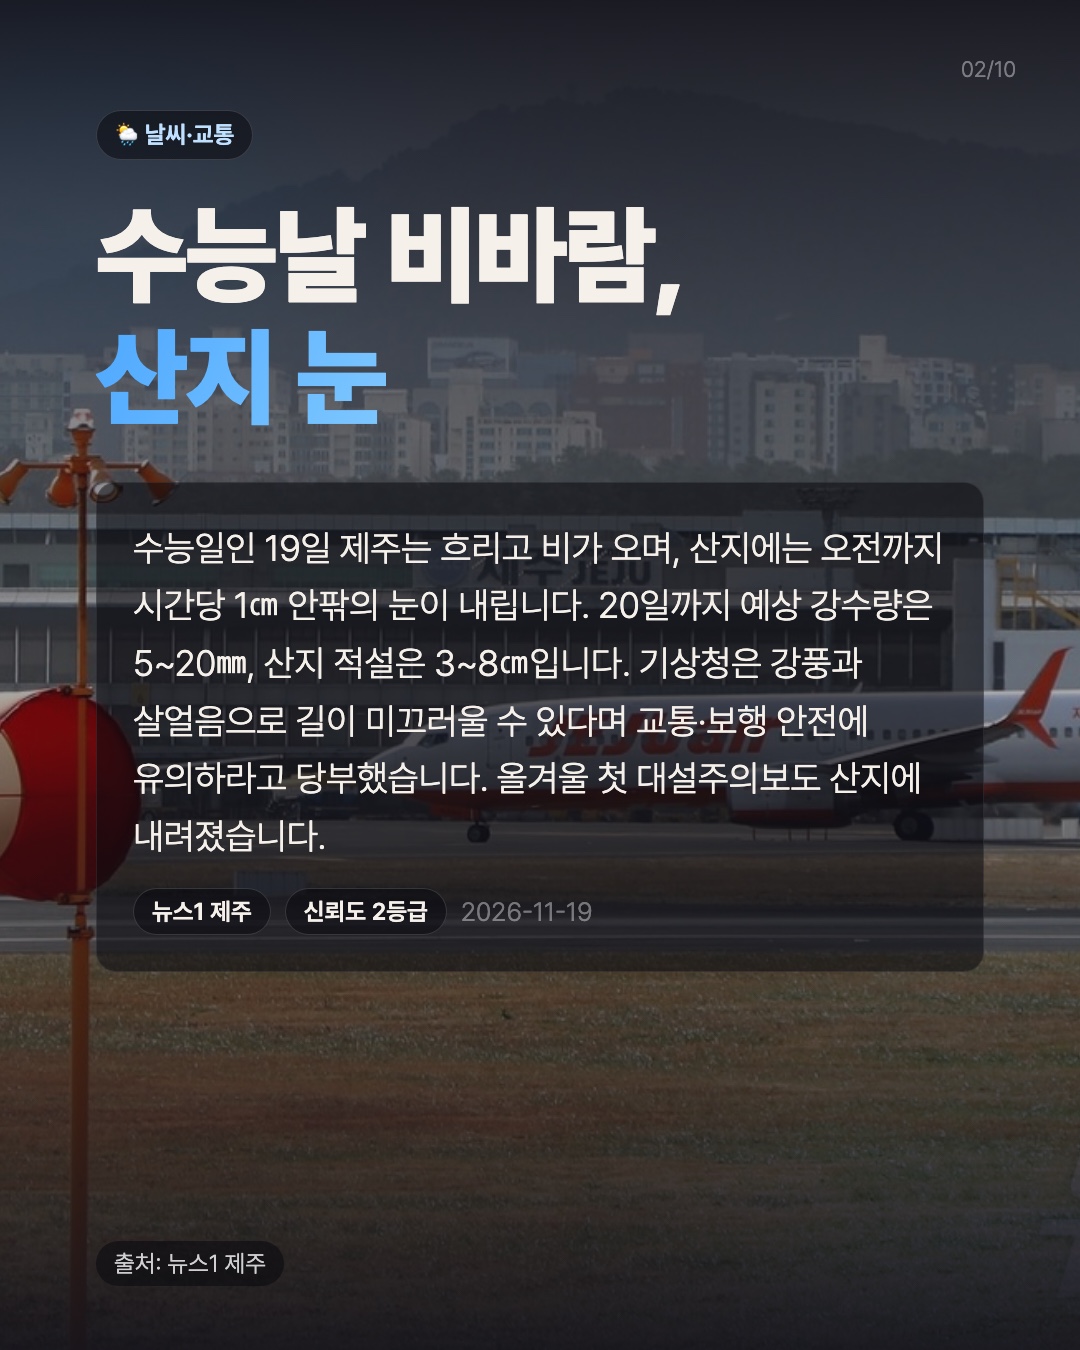 02/10
날씨·교통
수능날 비바람,
산지 눈
수능일인 19일 제주는 흐리고 비가 오며, 산지에는 오전까지
시간당 1㎝ 안팎의 눈이 내립니다. 20일까지 예상 강수량은
5~20㎜, 산지 적설은 3~8㎝입니다. 기상청은 강풍과
살얼음으로 길이 미끄러울 수 있다며 교통·보행 안전에
유의하라고 당부했습니다. 올겨울 첫 대설주의보도 산지에
내려졌습니다.
제주 JEJU
JEJUair
뉴스1 제주 신뢰도 2등급 2026-11-19
출처: 뉴스1 제주